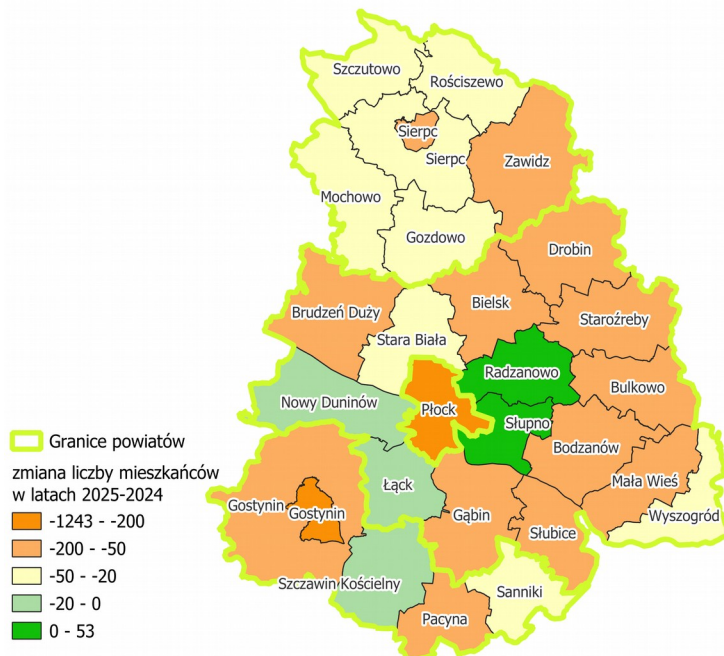 Szczutowo
Rościszewo
Sierpc
Sierpc
Zawidz
Mochowo
Gozdowo
Drobin
Brudzeń Duży
Bielsk
Staroźreby
Stara Biała
Radzanowo
Bulkowo
Nowy Duninów
Płock
Słupno
Bodzanów
Mała Wieś
Wyszogród
Łąck
Gąbin
Słubice
Gostynin
Gostynin
Szczawin Kościelny
Sanniki
Pacyna
Granice powiatów
zmiana liczby mieszkańców
w latach 2025-2024
-1243 - -200
-200 - -50
-50 - -20
-20 - 0
0 - 53